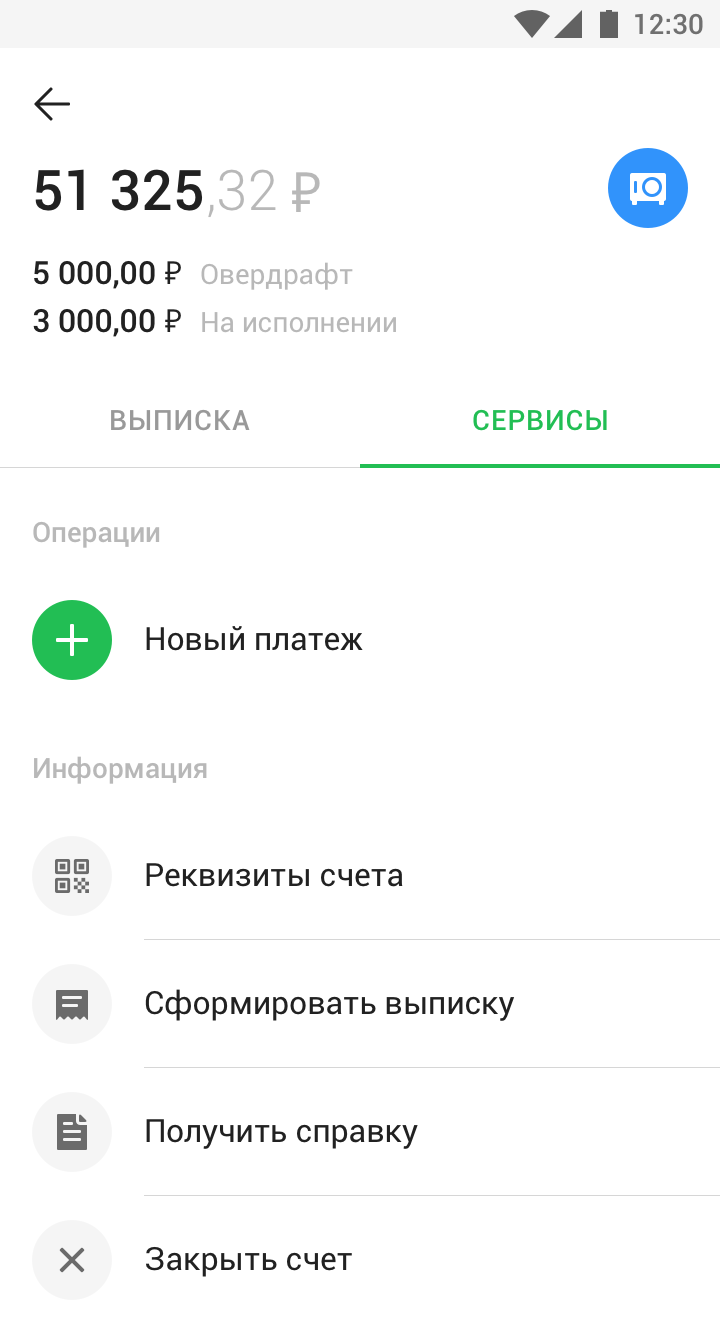 12:30
51 325,32 ₽
5 000,00 ₽ Овердрафт
3 000,00 ₽ На исполнении
ВЫПИСКА СЕРВИСЫ
Операции
Новый платеж
Информация
Реквизиты счета
Сформировать выписку
Получить справку
Закрыть счет